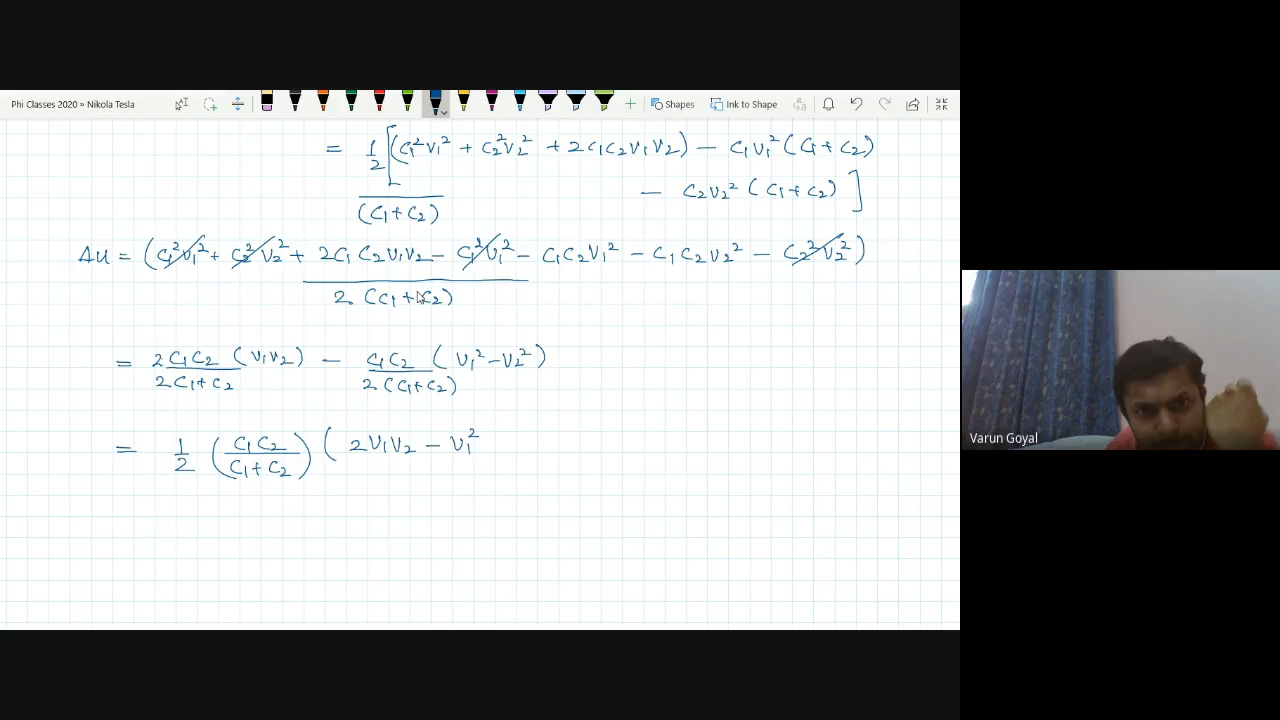 Phi Classes 2020 » Nikola Tesla
Shapes
Ink to Shape
= 1/2 [(C₁²V₁² + C₂²V₂² + 2C₁C₂V₁V₂) - C₁V₁²(C₁+C₂)
- C₂V₂²(C₁+C₂)]
(C₁+C₂)
ΔU = (C₁²V₁² + C₂²V₂² + 2C₁C₂V₁V₂ - C₁²V₁² - C₁C₂V₁² - C₁C₂V₂² - C₂²V₂²)
2(C₁+C₂)
= 2C₁C₂/2C₁+C₂ (V₁V₂) - C₁C₂/2(C₁+C₂) (V₁²-V₂²)
= 1/2 (C₁C₂/C₁+C₂) (2V₁V₂ - V₁²
Varun Goyal